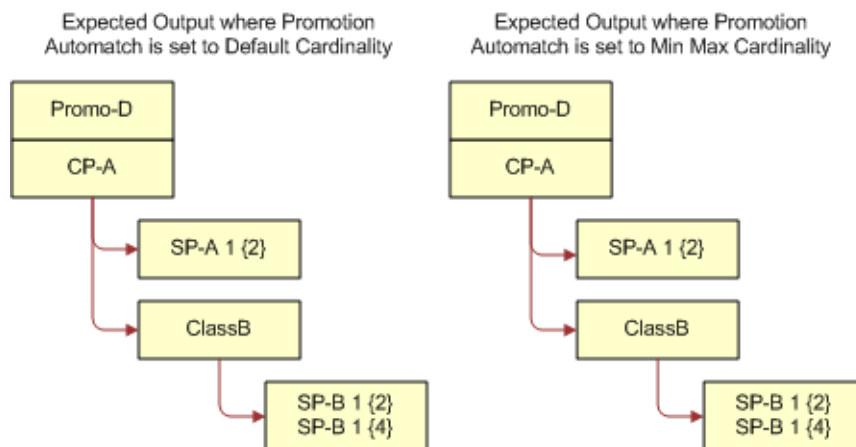 Expected Output where Promotion
Automatch is set to Default Cardinality
Promo-D
CP-A
SP-A 1 {2}
ClassB
SP-B 1 {2}
SP-B 1 {4}
Expected Output where Promotion
Automatch is set to Min Max Cardinality
Promo-D
CP-A
SP-A 1 {2}
ClassB
SP-B 1 {2}
SP-B 1 {4}